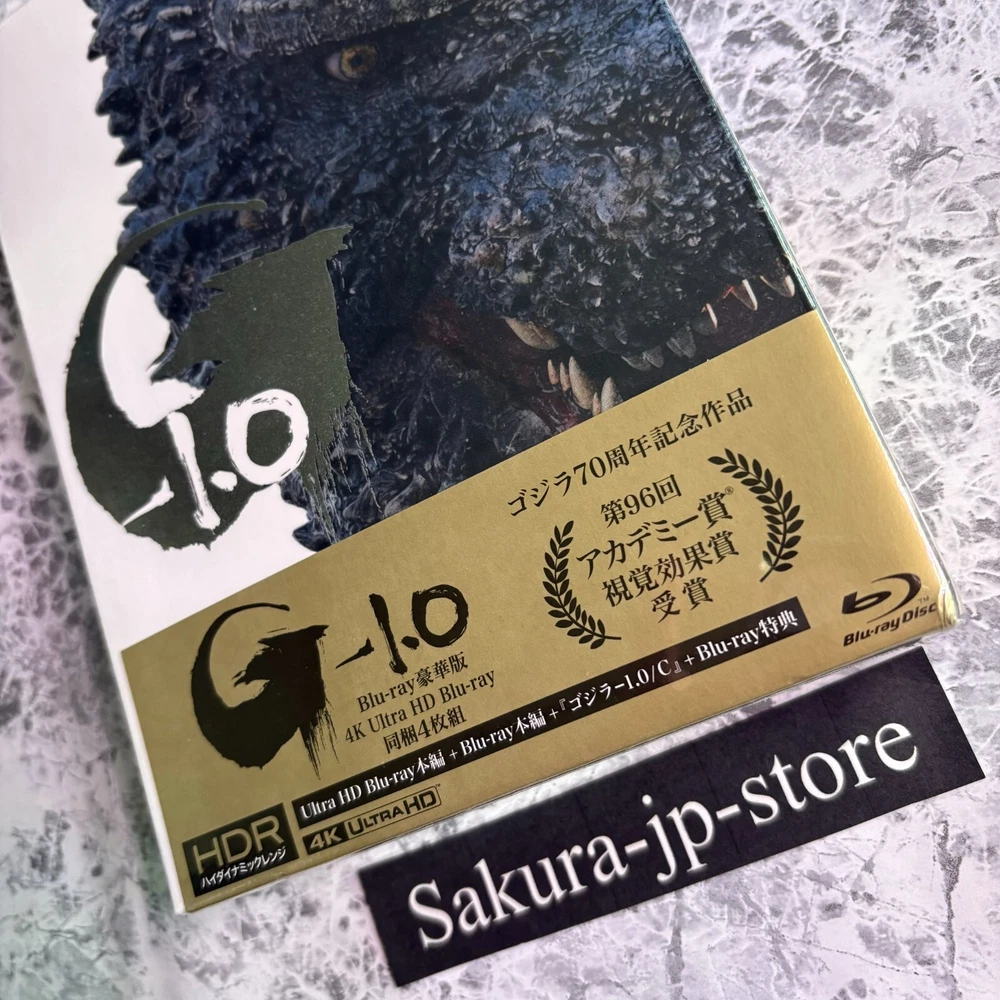 G
-1.0
ゴジラ70周年記念作品
第96回
アカデミー賞®
視覚効果賞
受賞
G-1.0
Blu-ray豪華版
4K Ultra HD Blu-ray
同梱4枚組
Ultra HD Blu-ray本編 + Blu-ray本編 + 『ゴジラ-1.0/C』 + Blu-ray特典
Blu-ray Disc™
HDR
ハイダイナミックレンジ
4K ULTRA HD™
Sakura-jp-store